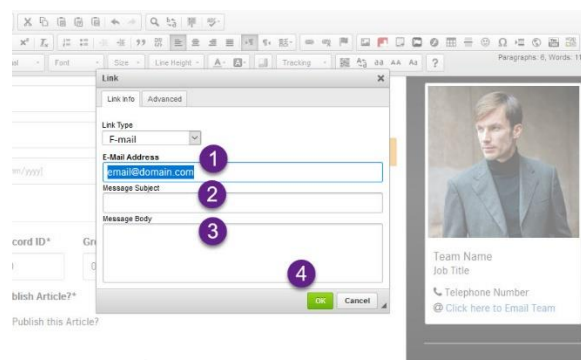 Size
Line Height
Tracking
Font
Paragraphs: 6, Words: 11
Link
Link Info
Advanced
Link Type
E-mail
E-Mail Address
1
email@domain.com
Message Subject
2
Message Body
3
4
OK
Cancel
cord ID*
Gr
blish Article?*
Publish this Article?
Team Name
Job Title
Telephone Number
@ Click here to Email Team